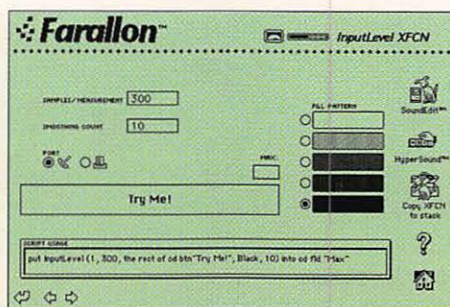 Farallon™
InputLevel XFCN
SAMPLES/MEASUREMENT 300
SMOOTHING COUNT 10
PORT
MAX:
FILL PATTERN
Try Me!
SoundEdit™
HyperSound™
Copy XFCN
to stack
SCRIPT USAGE
put InputLevel (1, 300, the rect of cd btn "Try Me!", Black, 10) into cd fld "Max"
?